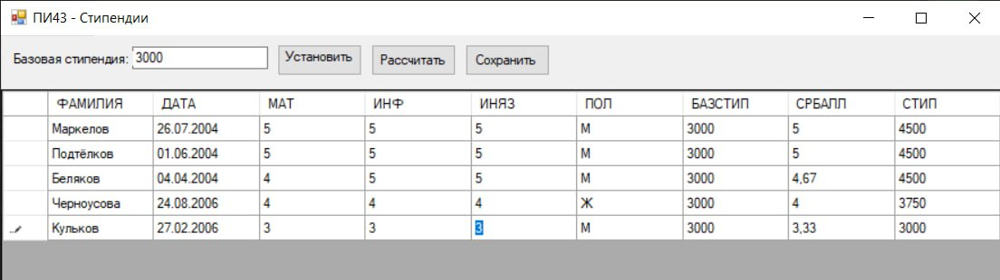 ПИ43 - Стипендии
Базовая стипендия: 3000 Установить Рассчитать Сохранить
ФАМИЛИЯ ДАТА МАТ ИНФ ИНЯЗ ПОЛ БАЗСТИП СРБАЛЛ СТИП
Маркелов 26.07.2004 5 5 5 М 3000 5 4500
Подтёлков 01.06.2004 5 5 5 М 3000 5 4500
Беляков 04.04.2004 4 5 5 М 3000 4,67 4500
Черноусова 24.08.2006 4 4 4 Ж 3000 4 3750
Кульков 27.02.2006 3 3 3 М 3000 3,33 3000